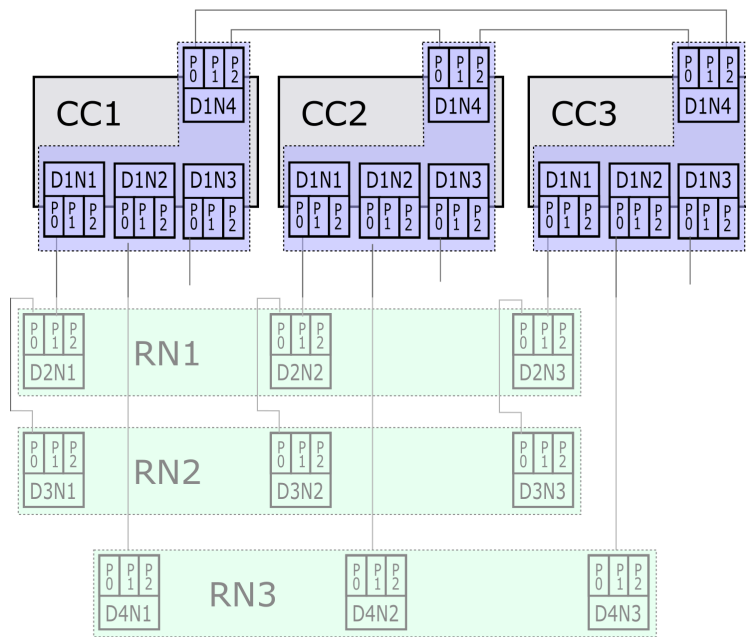 P0 P1 P2 P0 P1 P2 P0 P1 P2
CC1 D1N4 CC2 D1N4 CC3 D1N4
D1N1 D1N2 D1N3 D1N1 D1N2 D1N3 D1N1 D1N2 D1N3
P0 P1 P2 P0 P1 P2 P0 P1 P2 P0 P1 P2 P0 P1 P2 P0 P1 P2 P0 P1 P2 P0 P1 P2 P0 P1 P2
P0 P1 P2 RN1 P0 P1 P2 P0 P1 P2
D2N1 D2N2 D2N3
P0 P1 P2 RN2 P0 P1 P2 P0 P1 P2
D3N1 D3N2 D3N3
P0 P1 P2 RN3 P0 P1 P2 P0 P1 P2
D4N1 D4N2 D4N3